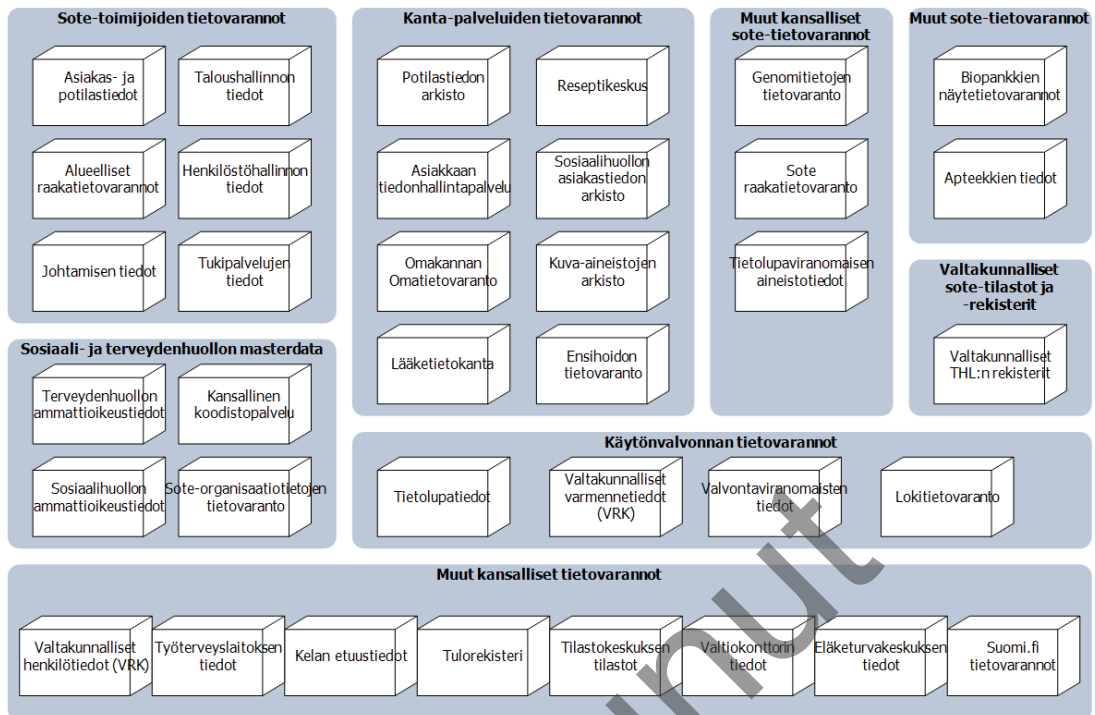 Sote-toimijoiden tietovarannot
Asiakas- ja
potilastiedot
Taloushallinnon
tiedot
Alueelliset
raakatietovarannot
Henkilöstöhallinnon
tiedot
Johtamisen tiedot
Tukipalvelujen
tiedot
Kanta-palveluiden tietovarannot
Potilastiedon
arkisto
Reseptikeskus
Asiakkaan
tiedonhallintapalvelu
Sosiaalihuollon
asiakastiedon
arkisto
Omakannan
Omatietovaranto
Kuva-aineistojen
arkisto
Lääketietokanta
Ensihoidon
tietovaranto
Muut kansalliset
sote-tietovarannot
Genomitietojen
tietovaranto
Sote
raakatietovaranto
Tietolupaviranomaisen
aineistotiedot
Muut sote-tietovarannot
Biopankkien
näytetietovarannot
Apteekkien tiedot
Valtakunnalliset
sote-tilastot ja
-rekisterit
Valtakunnalliset
THL:n rekisterit
Sosiaali- ja terveydenhuollon masterdata
Terveydenhuollon
ammattioikeustiedot
Kansallinen
koodistopalvelu
Sosiaalihuollon
ammattioikeustiedot
Sote-organisaatiotietojen
tietovaranto
Käytönvalvonnan tietovarannot
Tietolupatiedot
Valtakunnalliset
varmennetiedot
(VRK)
Valvontaviranomaisten
tiedot
Lokitietovaranto
Muut kansalliset tietovarannot
Valtakunnalliset
henkilötiedot (VRK)
Työterveyslaitoksen
tiedot
Kelan etuustiedot
Tulorekisteri
Tilastokeskuksen
tilastot
Valtiokonttorin
tiedot
Eläketurvakeskuksen
tiedot
Suomi.fi
tietovarannot